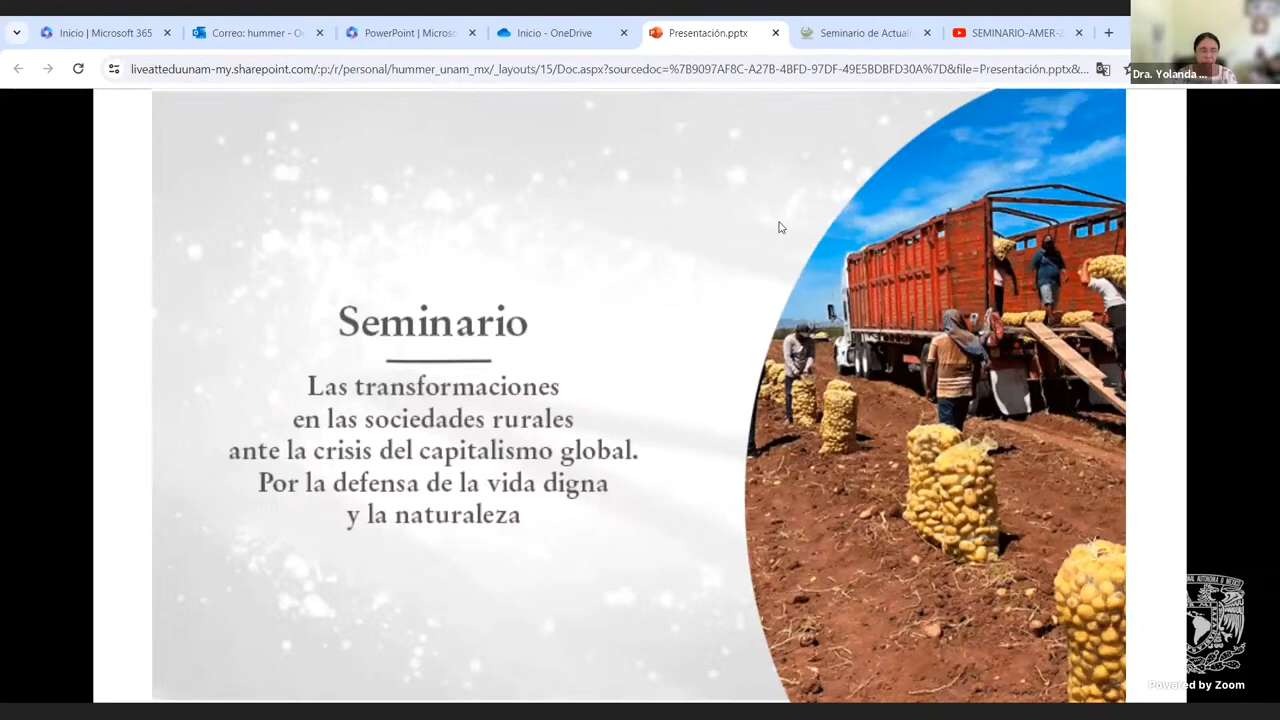 Inicio | Microsoft 365
Correo: hummer - O
PowerPoint | Microso
Inicio - OneDrive
Presentación.pptx
Seminario de Actuali
SEMINARIO-AMER-2
liveatteduunam-my.sharepoint.com/:p:/r/personal/hummer_unam_mx/_layouts/15/Doc.aspx?sourcedoc=%7B9097AF8C-A27B-4BFD-97DF-49E5BDBFD30A%7D&file=Presentación.pptx&...
Dra. Yolanda ...
Seminario
Las transformaciones
en las sociedades rurales
ante la crisis del capitalismo global.
Por la defensa de la vida digna
y la naturaleza
Powered by Zoom